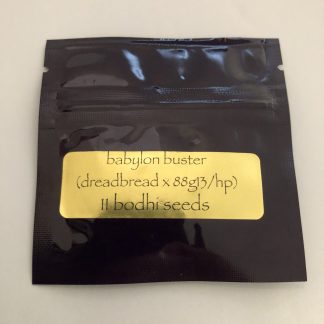 babylon buster
(dreadbread x 88g13/hp)
11 bodhi seeds